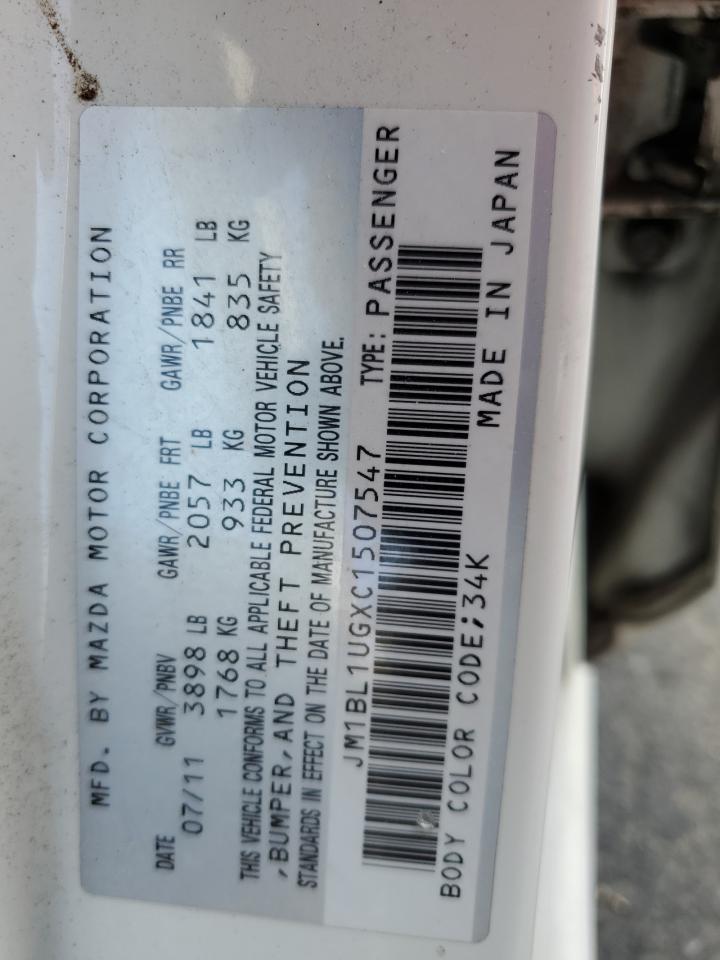 MFD. BY MAZDA MOTOR CORPORATION
DATE GVWR/PNBV GAWR/PNBE FRT GAWR/PNBE RR
07/11 3898 LB 2057 LB 1841 LB
1768 KG 933 KG 835 KG
THIS VEHICLE CONFORMS TO ALL APPLICABLE FEDERAL MOTOR VEHICLE SAFETY
,BUMPER,AND THEFT PREVENTION
STANDARDS IN EFFECT ON THE DATE OF MANUFACTURE SHOWN ABOVE.
JM1BL1UGXC1507547 TYPE: PASSENGER
BODY COLOR CODE;34K MADE IN JAPAN